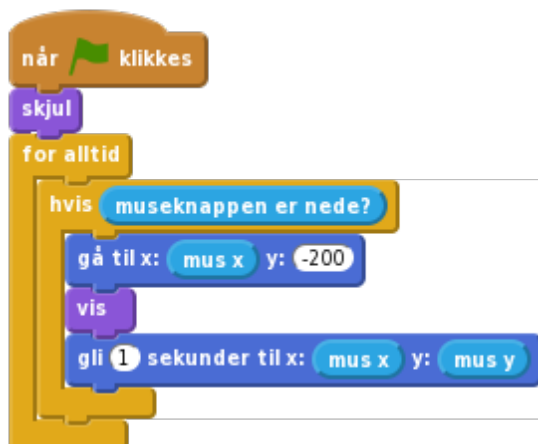 når klikkes
skjul
for alltid
hvis museknappen er nede?
gå til x: mus x y: -200
vis
gli 1 sekunder til x: mus x y: mus y